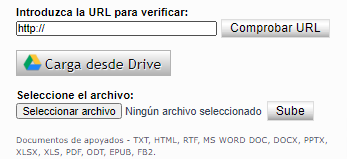 Introduzca la URL para verificar:
http://
Comprobar URL
Carga desde Drive
Seleccione el archivo:
Seleccionar archivo Ningún archivo seleccionado Sube
Documentos de apoyados - TXT, HTML, RTF, MS WORD DOC, DOCX, PPTX,
XLSX, XLS, PDF, ODT, EPUB, FB2.